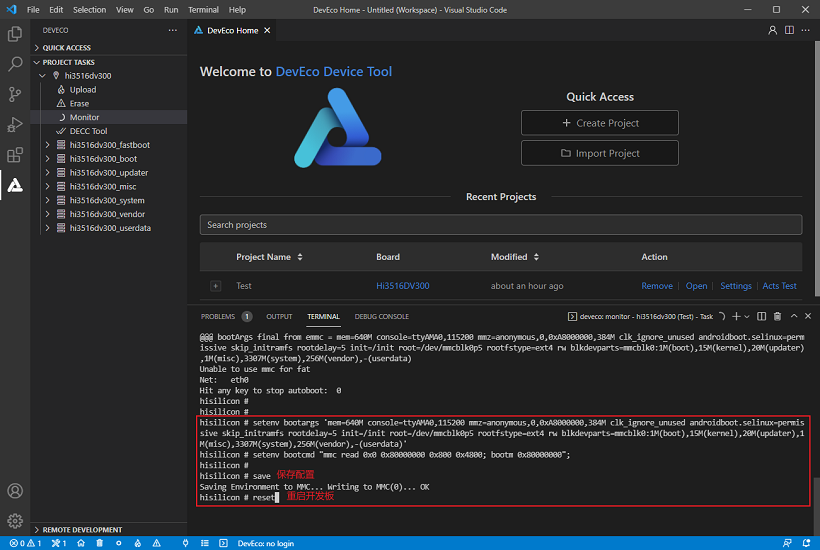 File Edit Selection View Go Run Terminal Help
DevEco Home - Untitled (Workspace) - Visual Studio Code
DEVECO
QUICK ACCESS
PROJECT TASKS
hi3516dv300
Upload
Erase
Monitor
DECC Tool
hi3516dv300_fastboot
hi3516dv300_boot
hi3516dv300_updater
hi3516dv300_misc
hi3516dv300_system
hi3516dv300_vendor
hi3516dv300_userdata
REMOTE DEVELOPMENT
DevEco Home
Welcome to DevEco Device Tool
Quick Access
Create Project
Import Project
Recent Projects
Search projects
Project Name Board Modified Action
Test Hi3516DV300 about an hour ago Remove Open Settings Acts Test
PROBLEMS 1 OUTPUT TERMINAL DEBUG CONSOLE deveco: monitor - hi3516dv300 (Test) - Task
@@@ bootArgs final from emmc = mem=640M console=ttyAMA0,115200 mmz=anonymous,0,0xA8000000,384M clk_ignore_unused androidboot.selinux=perm
issive skip_initramfs rootdelay=5 init=/init root=/dev/mmcblk0p5 rootfstype=ext4 rw blkdevparts=mmcblk0:1M(boot),15M(kernel),20M(updater)
,1M(misc),3307M(system),256M(vendor),-(userdata)
Unable to use mmc for fat
Net: eth0
Hit any key to stop autoboot: 0
hisilicon #
hisilicon #
hisilicon # setenv bootargs 'mem=640M console=ttyAMA0,115200 mmz=anonymous,0,0xA8000000,384M clk_ignore_unused androidboot.selinux=permis
sive skip_initramfs rootdelay=5 init=/init root=/dev/mmcblk0p5 rootfstype=ext4 rw blkdevparts=mmcblk0:1M(boot),15M(kernel),20M(updater),1
M(misc),3307M(system),256M(vendor),-(userdata)'
hisilicon # setenv bootcmd "mmc read 0x0 0x80000000 0x800 0x4800; bootm 0x80000000";
hisilicon #
hisilicon # save 保存配置
Saving Environment to MMC... Writing to MMC(0)... OK
hisilicon # reset 重启开发板
0 1 1 DevEco: no login